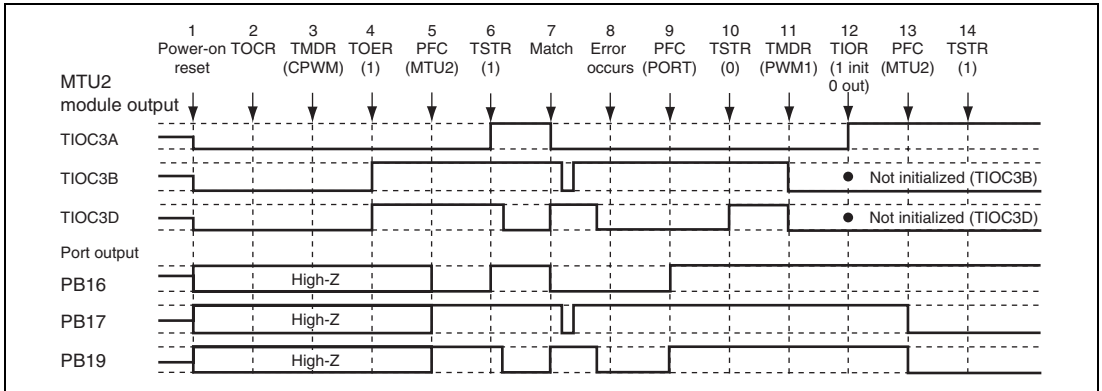 1 2 3 4 5 6 7 8 9 10 11 12 13 14
Power-on TOCR TMDR TOER PFC TSTR Match Error PFC TSTR TMDR TIOR PFC TSTR
reset (CPWM) (1) (MTU2) (1) occurs (PORT) (0) (PWM1) (1 init (MTU2) (1)
0 out)
MTU2
module output
TIOC3A
TIOC3B
Not initialized (TIOC3B)
TIOC3D
Not initialized (TIOC3D)
Port output
PB16
High-Z
PB17
High-Z
PB19
High-Z